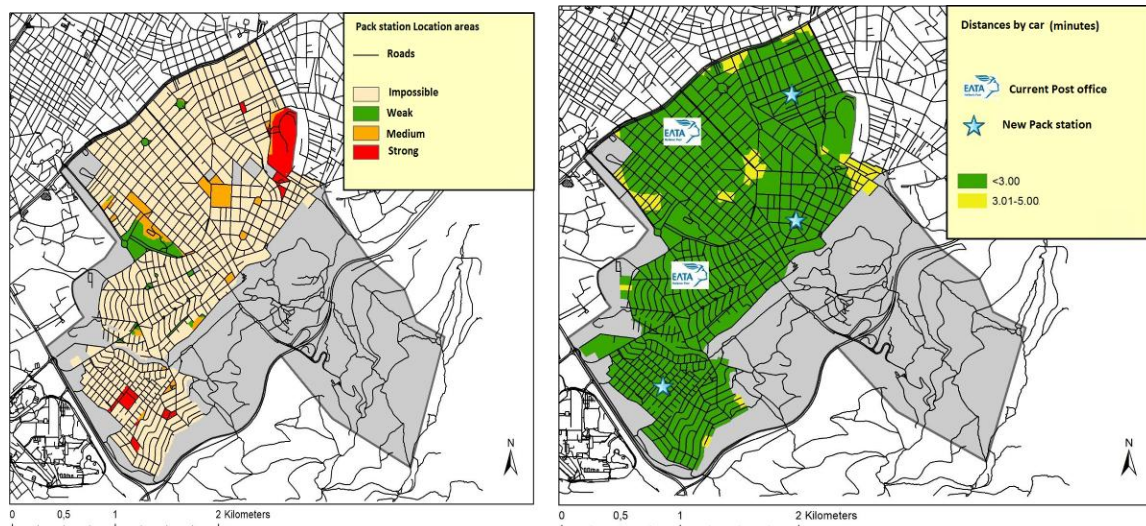 Pack station Location areas
Roads
Impossible
Weak
Medium
Strong
N
0 0,5 1 2 Kilometers
Distances by car (minutes)
ΕΛΤΑ
Current Post office
New Pack station
<3.00
3.01-5.00
ΕΛΤΑ
ΕΛΤΑ
N
0 0,5 1 2 Kilometers